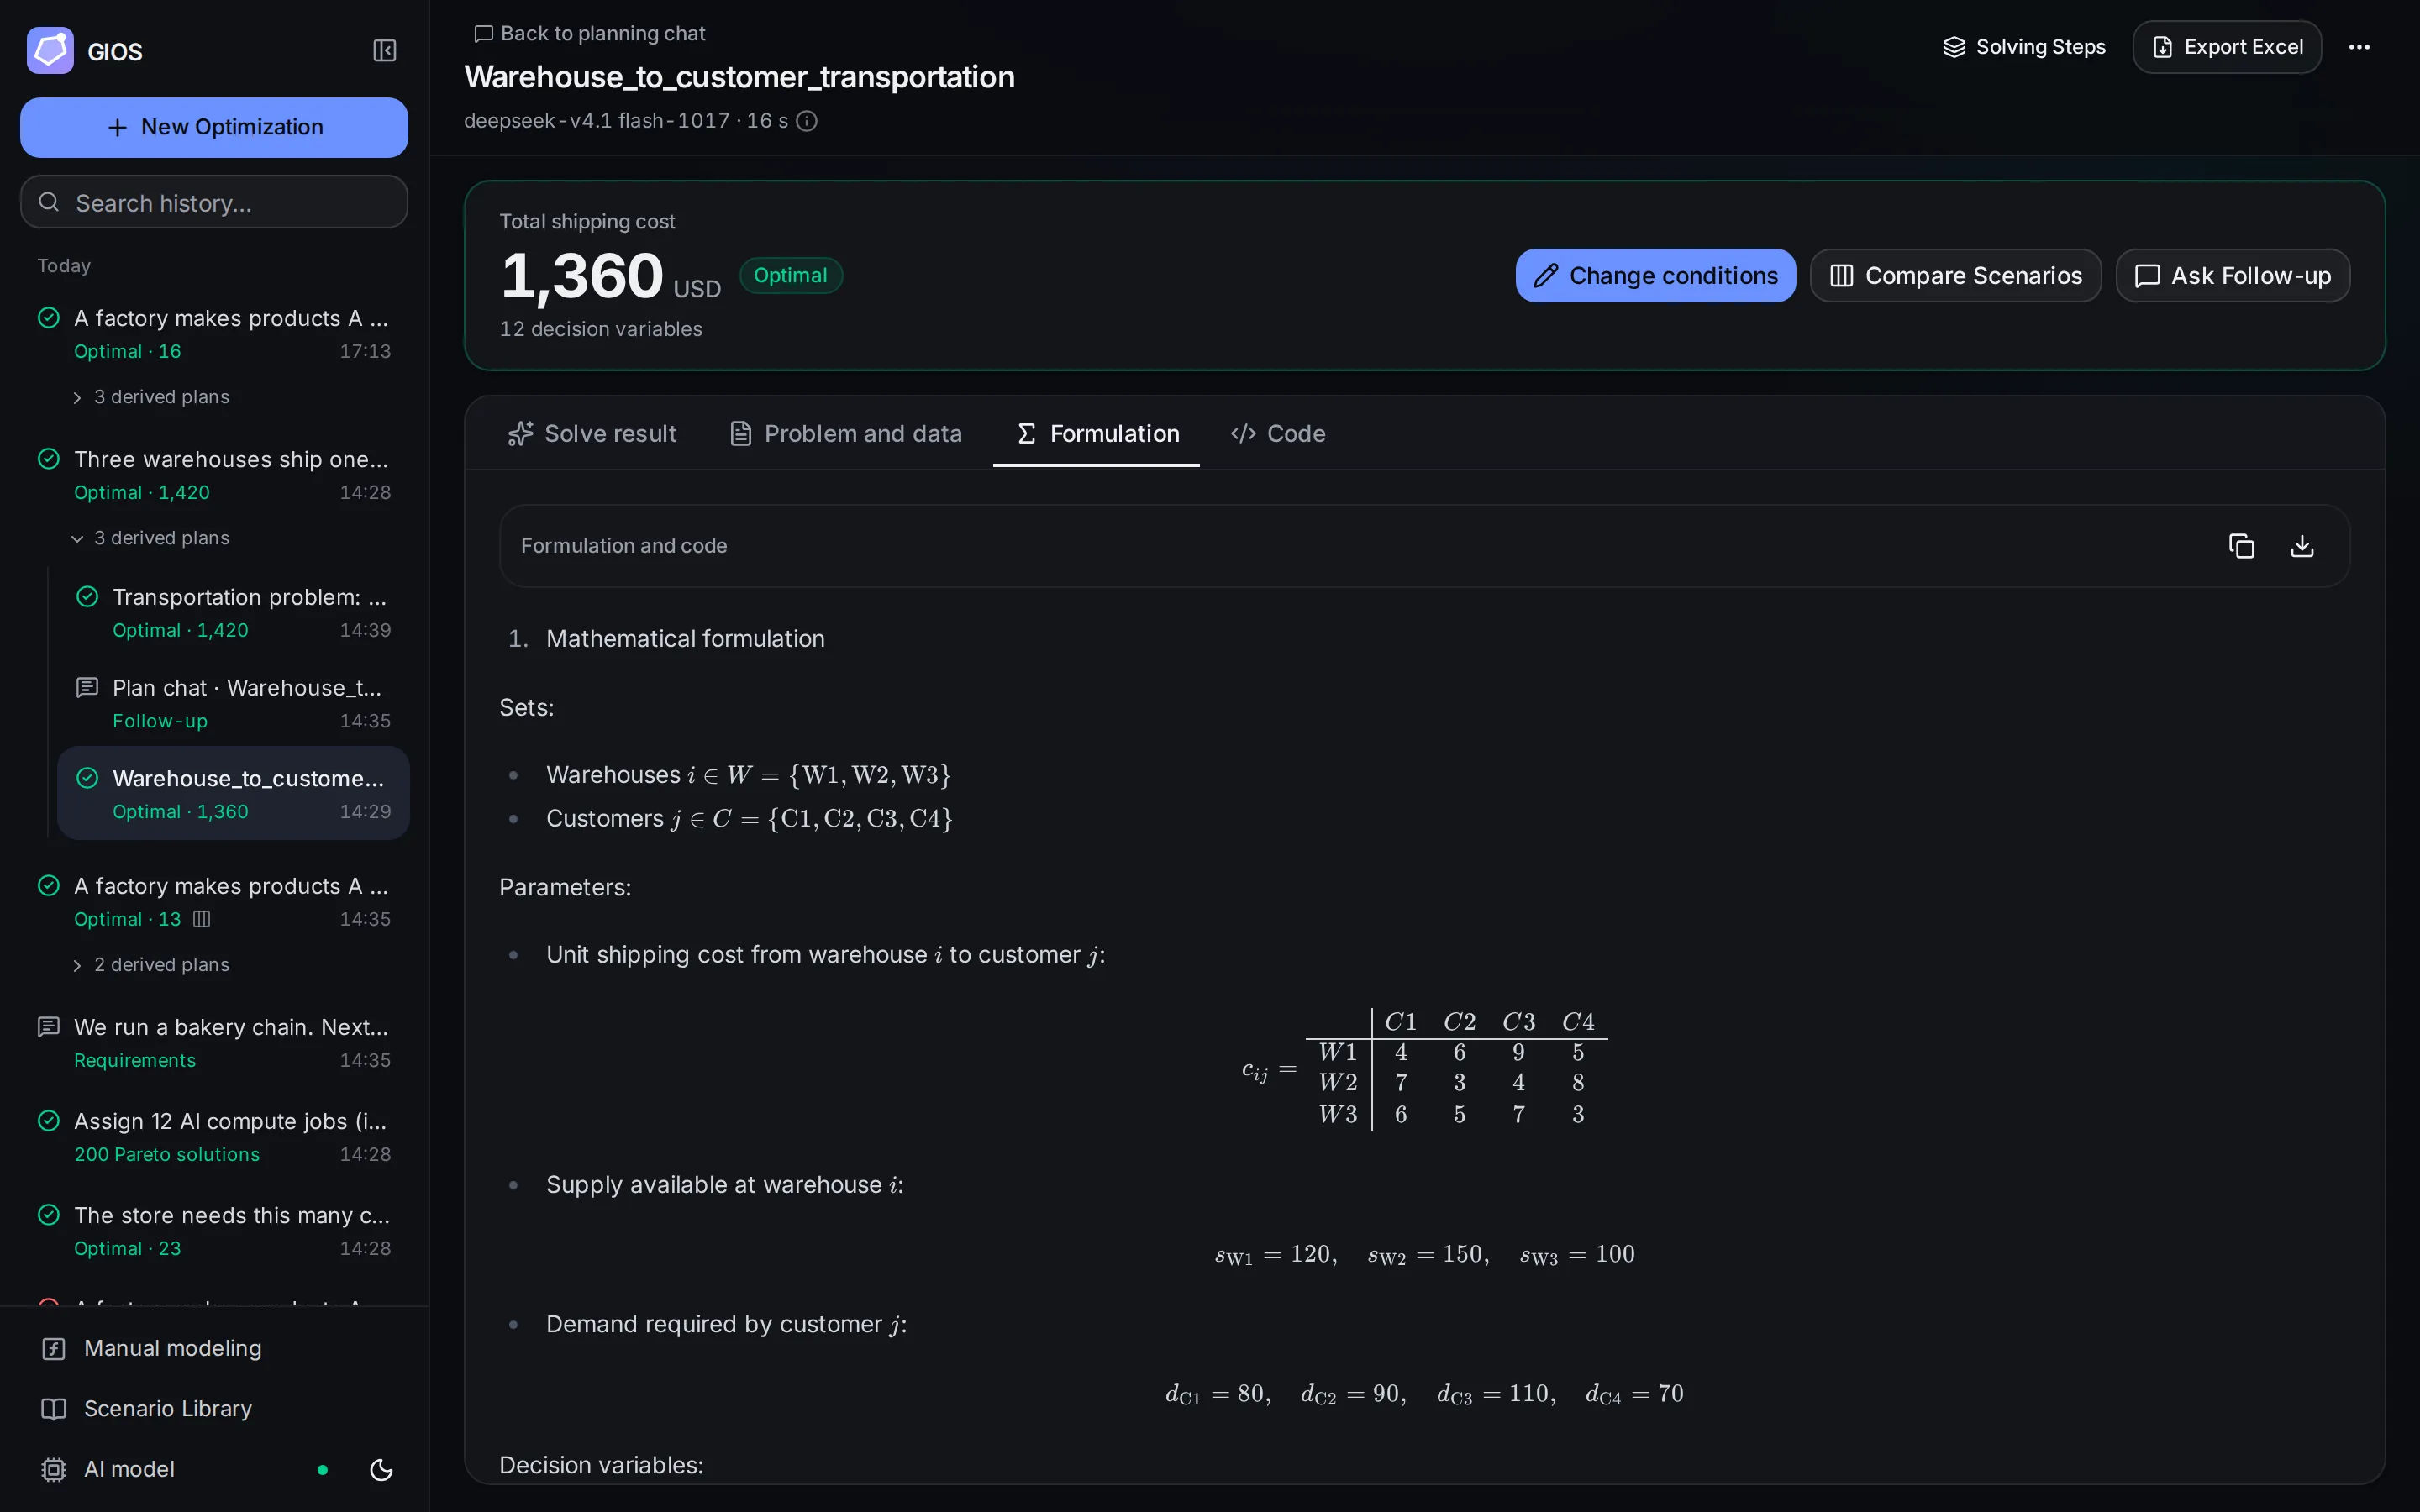 GIOS
New Optimization
Search history...
Today
A factory makes products A ...
Optimal · 16 17:13
3 derived plans
Three warehouses ship one...
Optimal · 1,420 14:28
3 derived plans
Transportation problem: ...
Optimal · 1,420 14:39
Plan chat · Warehouse_t...
Follow-up 14:35
Warehouse_to_custome...
Optimal · 1,360 14:29
A factory makes products A ...
Optimal · 13 14:35
2 derived plans
We run a bakery chain. Next...
Requirements 14:35
Assign 12 AI compute jobs (i...
200 Pareto solutions 14:28
The store needs this many c...
Optimal · 23 14:28
Manual modeling
Scenario Library
AI model
Back to planning chat
Warehouse_to_customer_transportation
deepseek-v4.1 flash-1017 · 16 s
Solving Steps
Export Excel
Total shipping cost
1,360 USD Optimal
12 decision variables
Change conditions
Compare Scenarios
Ask Follow-up
Solve result
Problem and data
Formulation
Code
Formulation and code
1. Mathematical formulation
Sets:
• Warehouses i ∈ W = {W1, W2, W3}
• Customers j ∈ C = {C1, C2, C3, C4}
Parameters:
• Unit shipping cost from warehouse i to customer j:
C1 C2 C3 C4
c_ij =
W1 4 6 9 5
W2 7 3 4 8
W3 6 5 7 3
• Supply available at warehouse i:
s_W1 = 120, s_W2 = 150, s_W3 = 100
• Demand required by customer j:
d_C1 = 80, d_C2 = 90, d_C3 = 110, d_C4 = 70
Decision variables: